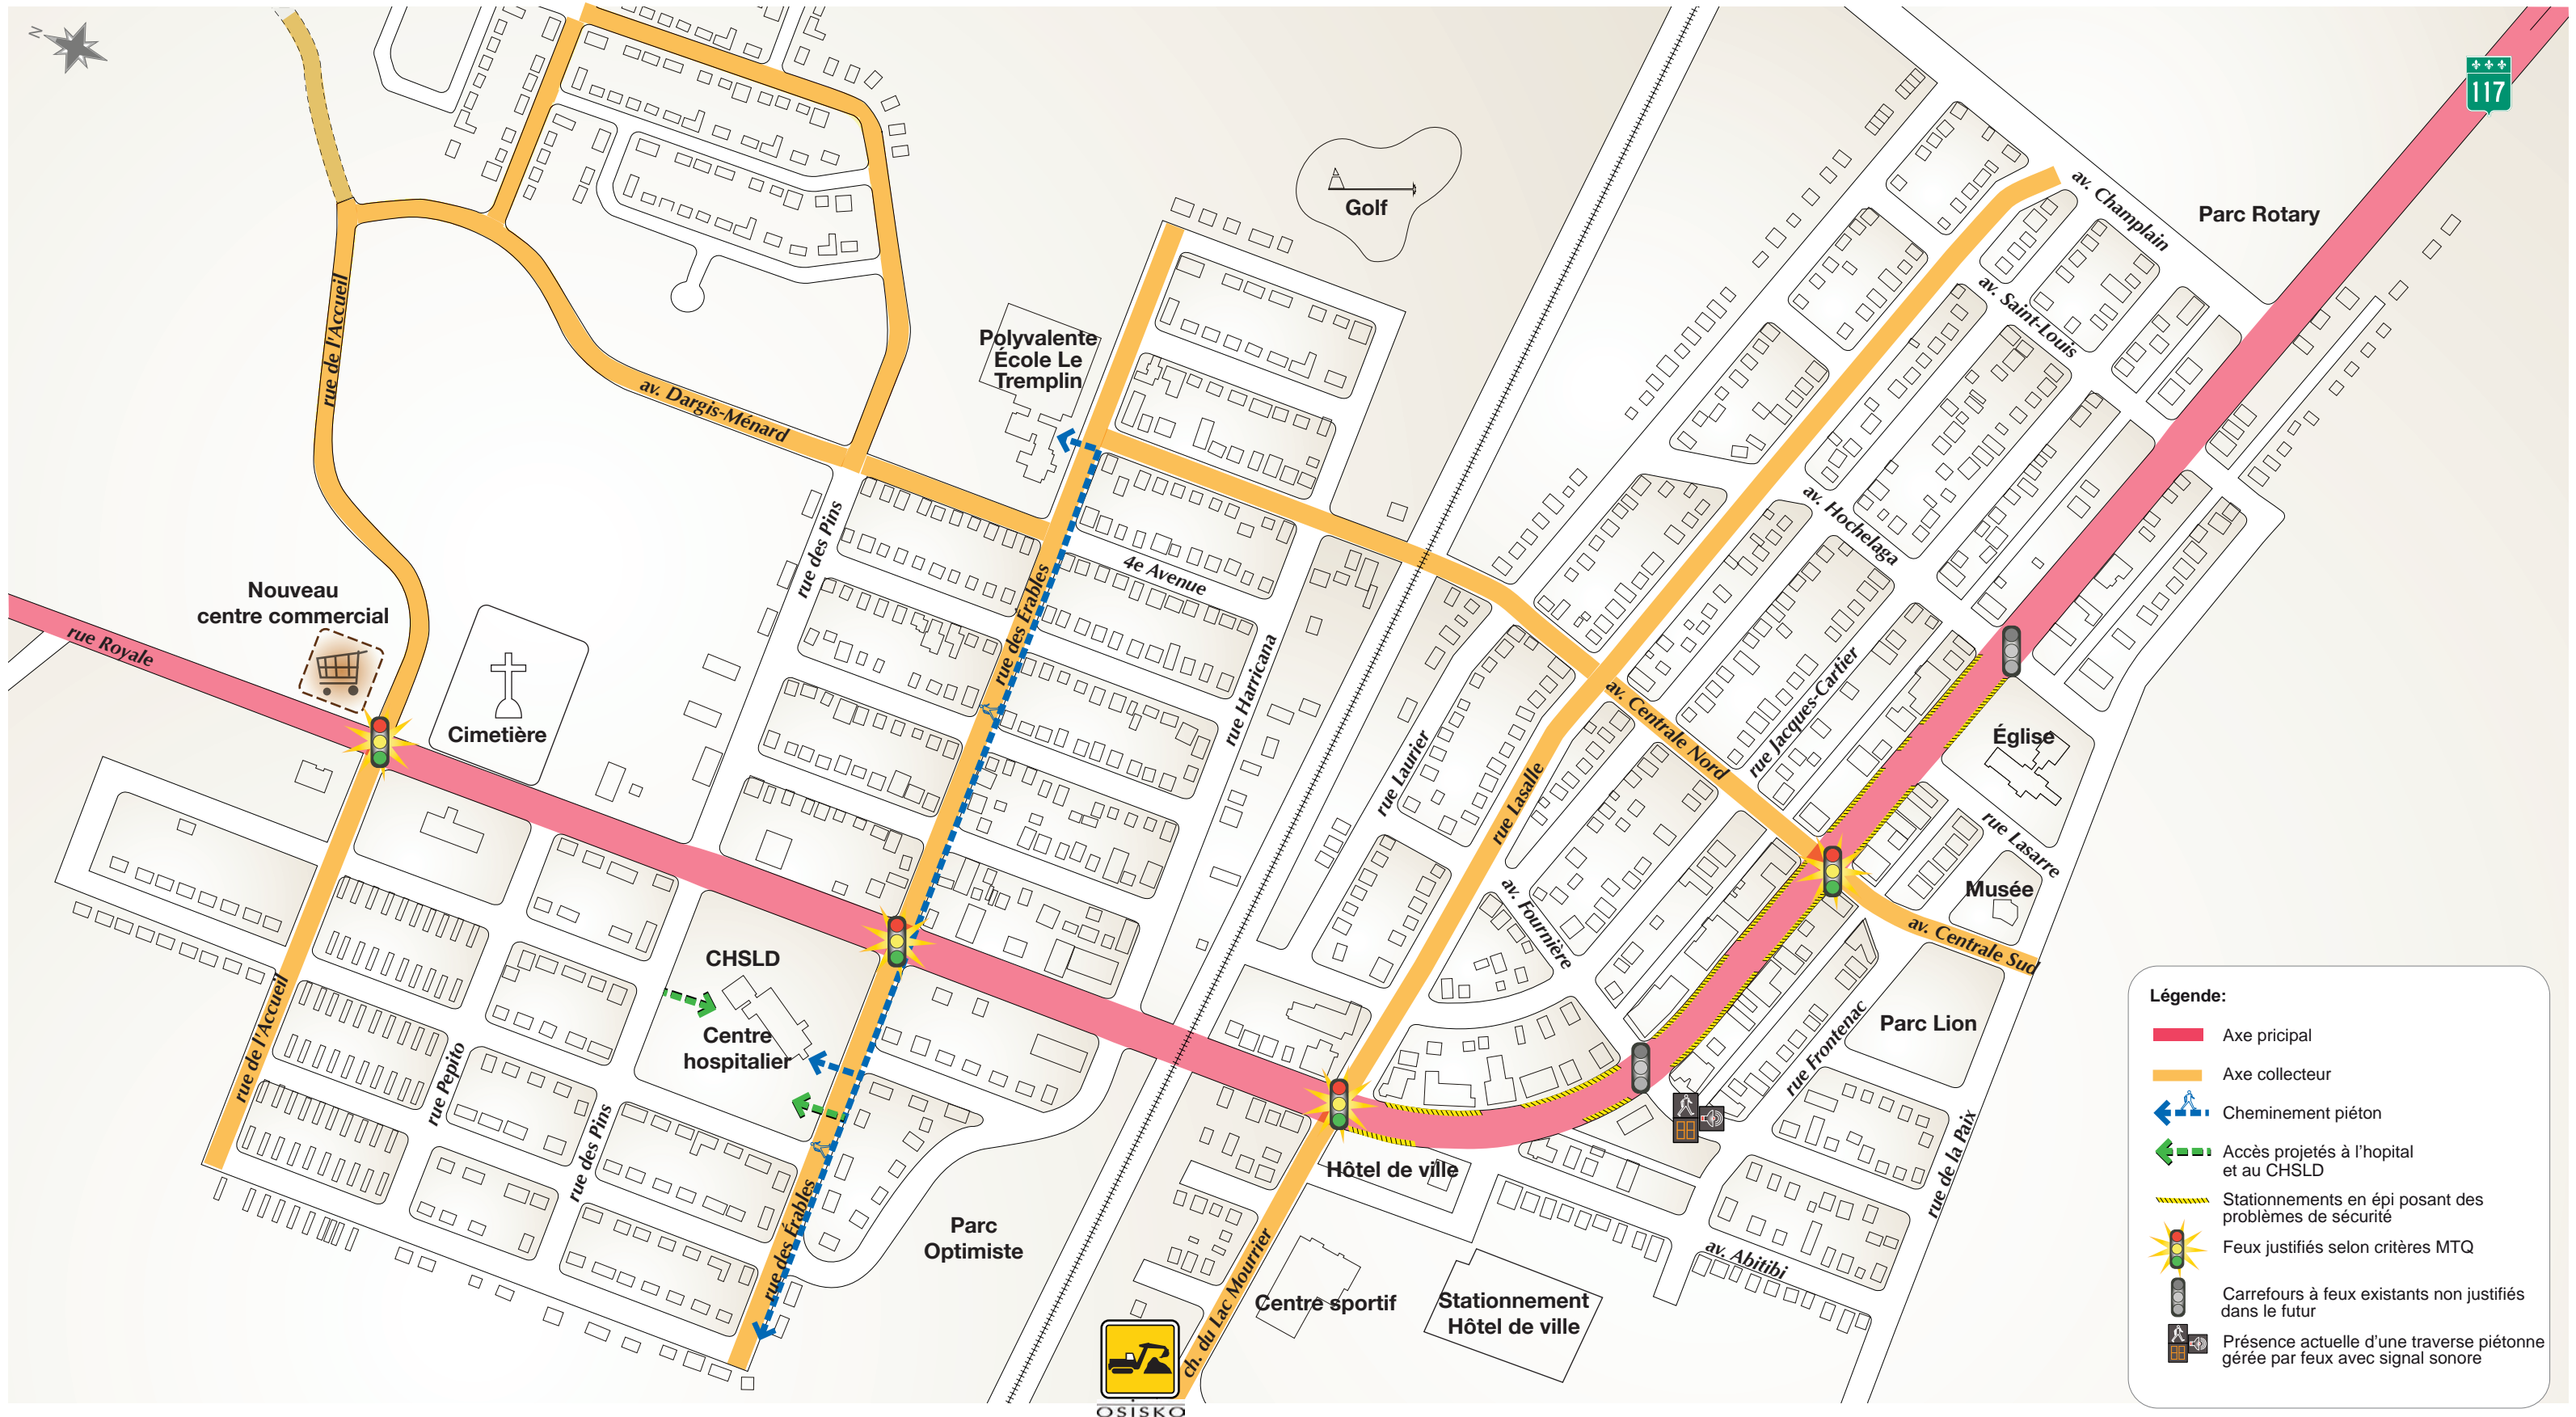 N
117
av. Champlain
Parc Rotary
Golf
av. Saint-Louis
rue de l'Accueil
Polyvalente
École Le
Tremplin
av. Dargis-Ménard
av. Hochelaga
rue des Pins
4e Avenue
rue des Érables
Nouveau
centre commercial
rue Royale
Cimetière
rue Harricana
rue Laurier
rue Lasalle
av. Centrale Nord
rue Jacques-Cartier
Église
rue Lasarre
Musée
av. Fournière
av. Centrale Sud
CHSLD
Centre
hospitalier
rue de l'Accueil
rue Pepito
rue des Pins
rue des Érables
Parc
Optimiste
rue Frontenac
Parc Lion
rue de la Paix
Hôtel de ville
av. Abitibi
ch. du Lac Mourrier
Centre sportif
Stationnement
Hôtel de ville
OSISKO
Légende:
Axe pricipal
Axe collecteur
Cheminement piéton
Accès projetés à l'hopital
et au CHSLD
Stationnements en épi posant des
problèmes de sécurité
Feux justifiés selon critères MTQ
Carrefours à feux existants non justifiés
dans le futur
Présence actuelle d'une traverse piétonne
gérée par feux avec signal sonore